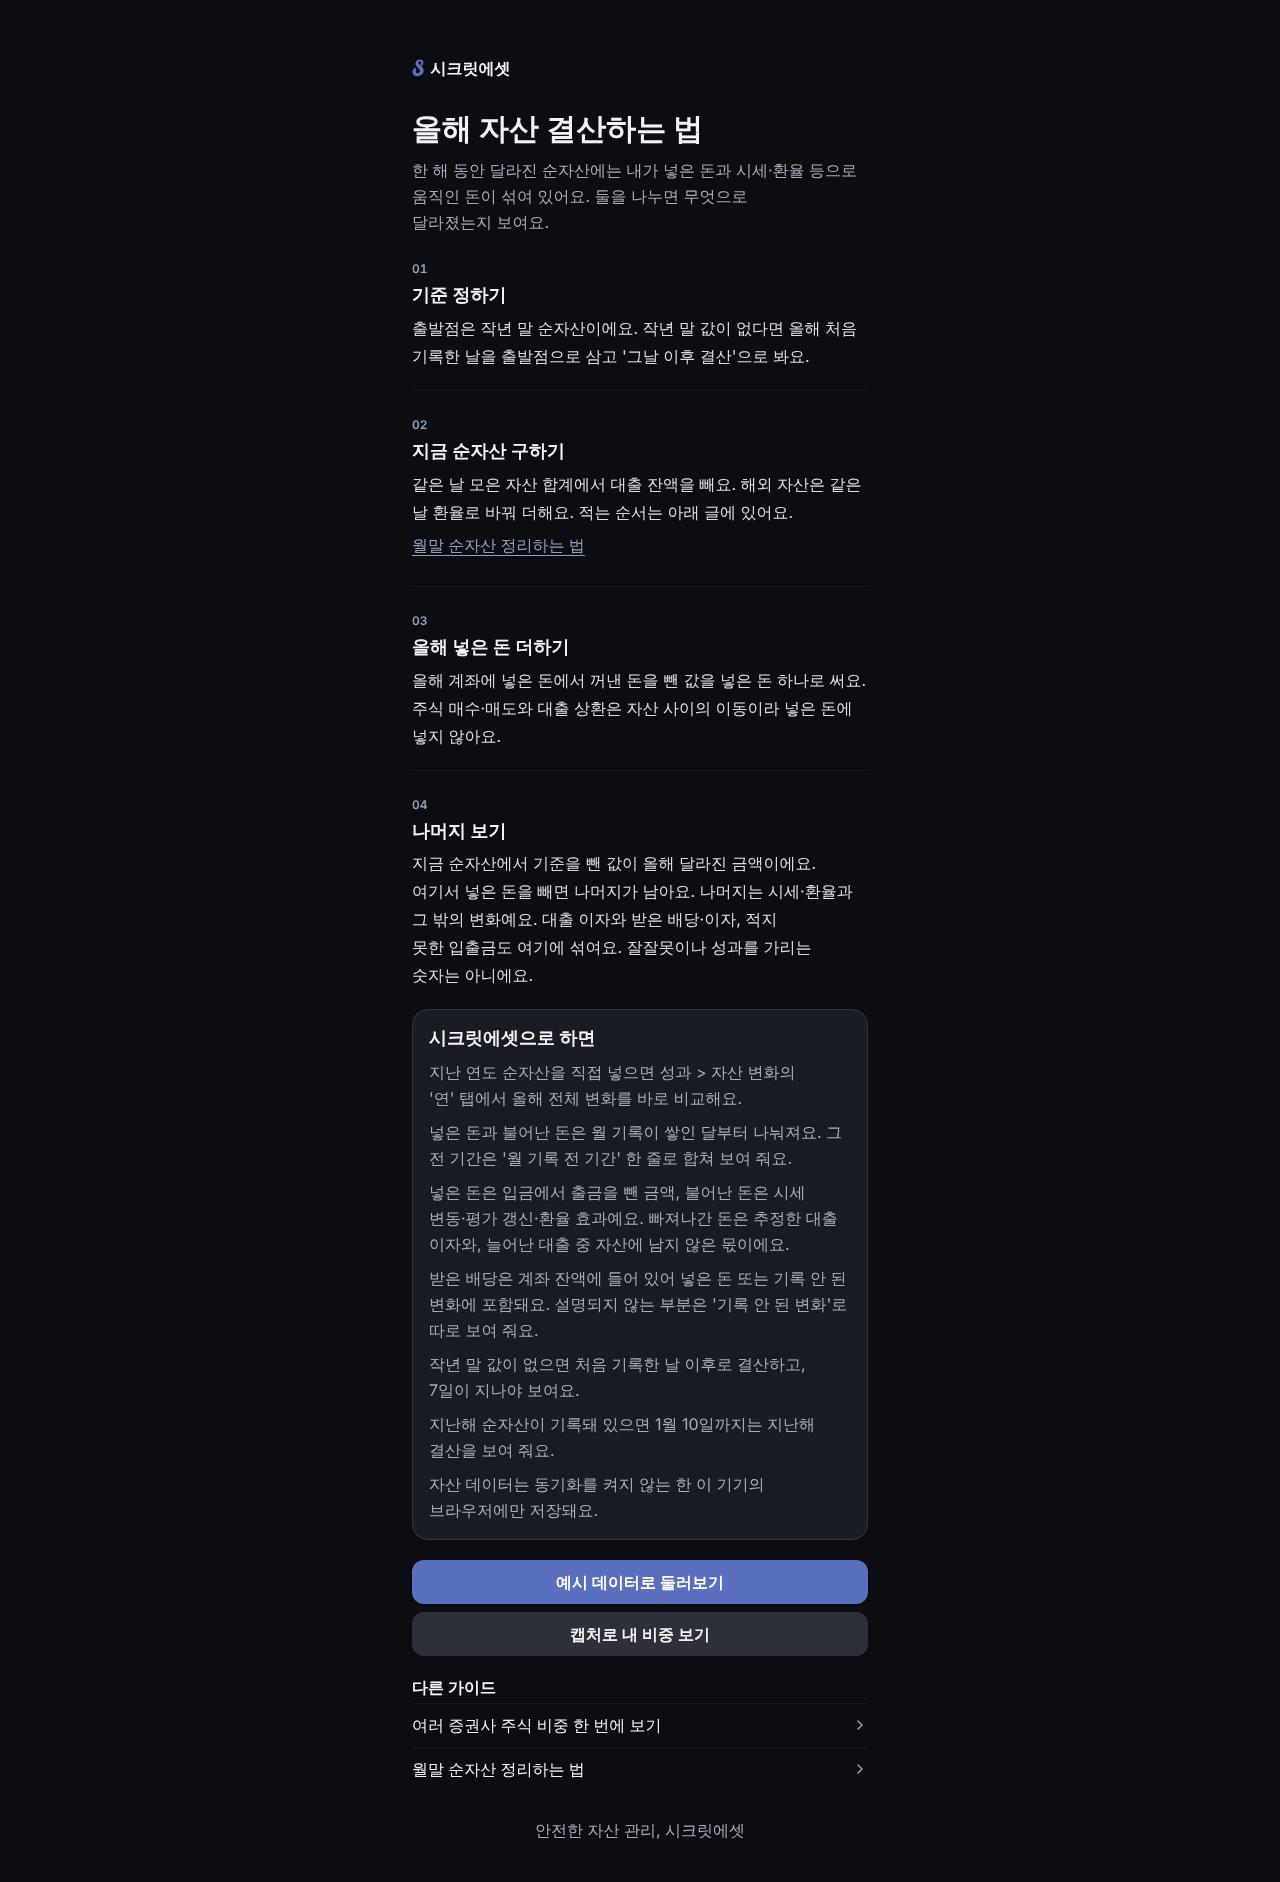 S 시크릿에셋
올해 자산 결산하는 법
한 해 동안 달라진 순자산에는 내가 넣은 돈과 시세·환율 등으로
움직인 돈이 섞여 있어요. 둘을 나누면 무엇으로
달라졌는지 보여요.
01
기준 정하기
출발점은 작년 말 순자산이에요. 작년 말 값이 없다면 올해 처음
기록한 날을 출발점으로 삼고 '그날 이후 결산'으로 봐요.
02
지금 순자산 구하기
같은 날 모은 자산 합계에서 대출 잔액을 빼요. 해외 자산은 같은
날 환율로 바꿔 더해요. 적는 순서는 아래 글에 있어요.
월말 순자산 정리하는 법
03
올해 넣은 돈 더하기
올해 계좌에 넣은 돈에서 꺼낸 돈을 뺀 값을 넣은 돈 하나로 써요.
주식 매수·매도와 대출 상환은 자산 사이의 이동이라 넣은 돈에
넣지 않아요.
04
나머지 보기
지금 순자산에서 기준을 뺀 값이 올해 달라진 금액이에요.
여기서 넣은 돈을 빼면 나머지가 남아요. 나머지는 시세·환율과
그 밖의 변화예요. 대출 이자와 받은 배당·이자, 적지
못한 입출금도 여기에 섞여요. 잘잘못이나 성과를 가리는
숫자는 아니에요.
시크릿에셋으로 하면
지난 연도 순자산을 직접 넣으면 성과 > 자산 변화의
'연' 탭에서 올해 전체 변화를 바로 비교해요.
넣은 돈과 불어난 돈은 월 기록이 쌓인 달부터 나눠져요. 그
전 기간은 '월 기록 전 기간' 한 줄로 합쳐 보여 줘요.
넣은 돈은 입금에서 출금을 뺀 금액, 불어난 돈은 시세
변동·평가 갱신·환율 효과예요. 빠져나간 돈은 추정한 대출
이자와, 늘어난 대출 중 자산에 남지 않은 몫이에요.
받은 배당은 계좌 잔액에 들어 있어 넣은 돈 또는 기록 안 된
변화에 포함돼요. 설명되지 않는 부분은 '기록 안 된 변화'로
따로 보여 줘요.
작년 말 값이 없으면 처음 기록한 날 이후로 결산하고,
7일이 지나야 보여요.
지난해 순자산이 기록돼 있으면 1월 10일까지는 지난해
결산을 보여 줘요.
자산 데이터는 동기화를 켜지 않는 한 이 기기의
브라우저에만 저장돼요.
예시 데이터로 둘러보기
캡처로 내 비중 보기
다른 가이드
여러 증권사 주식 비중 한 번에 보기
월말 순자산 정리하는 법
안전한 자산 관리, 시크릿에셋